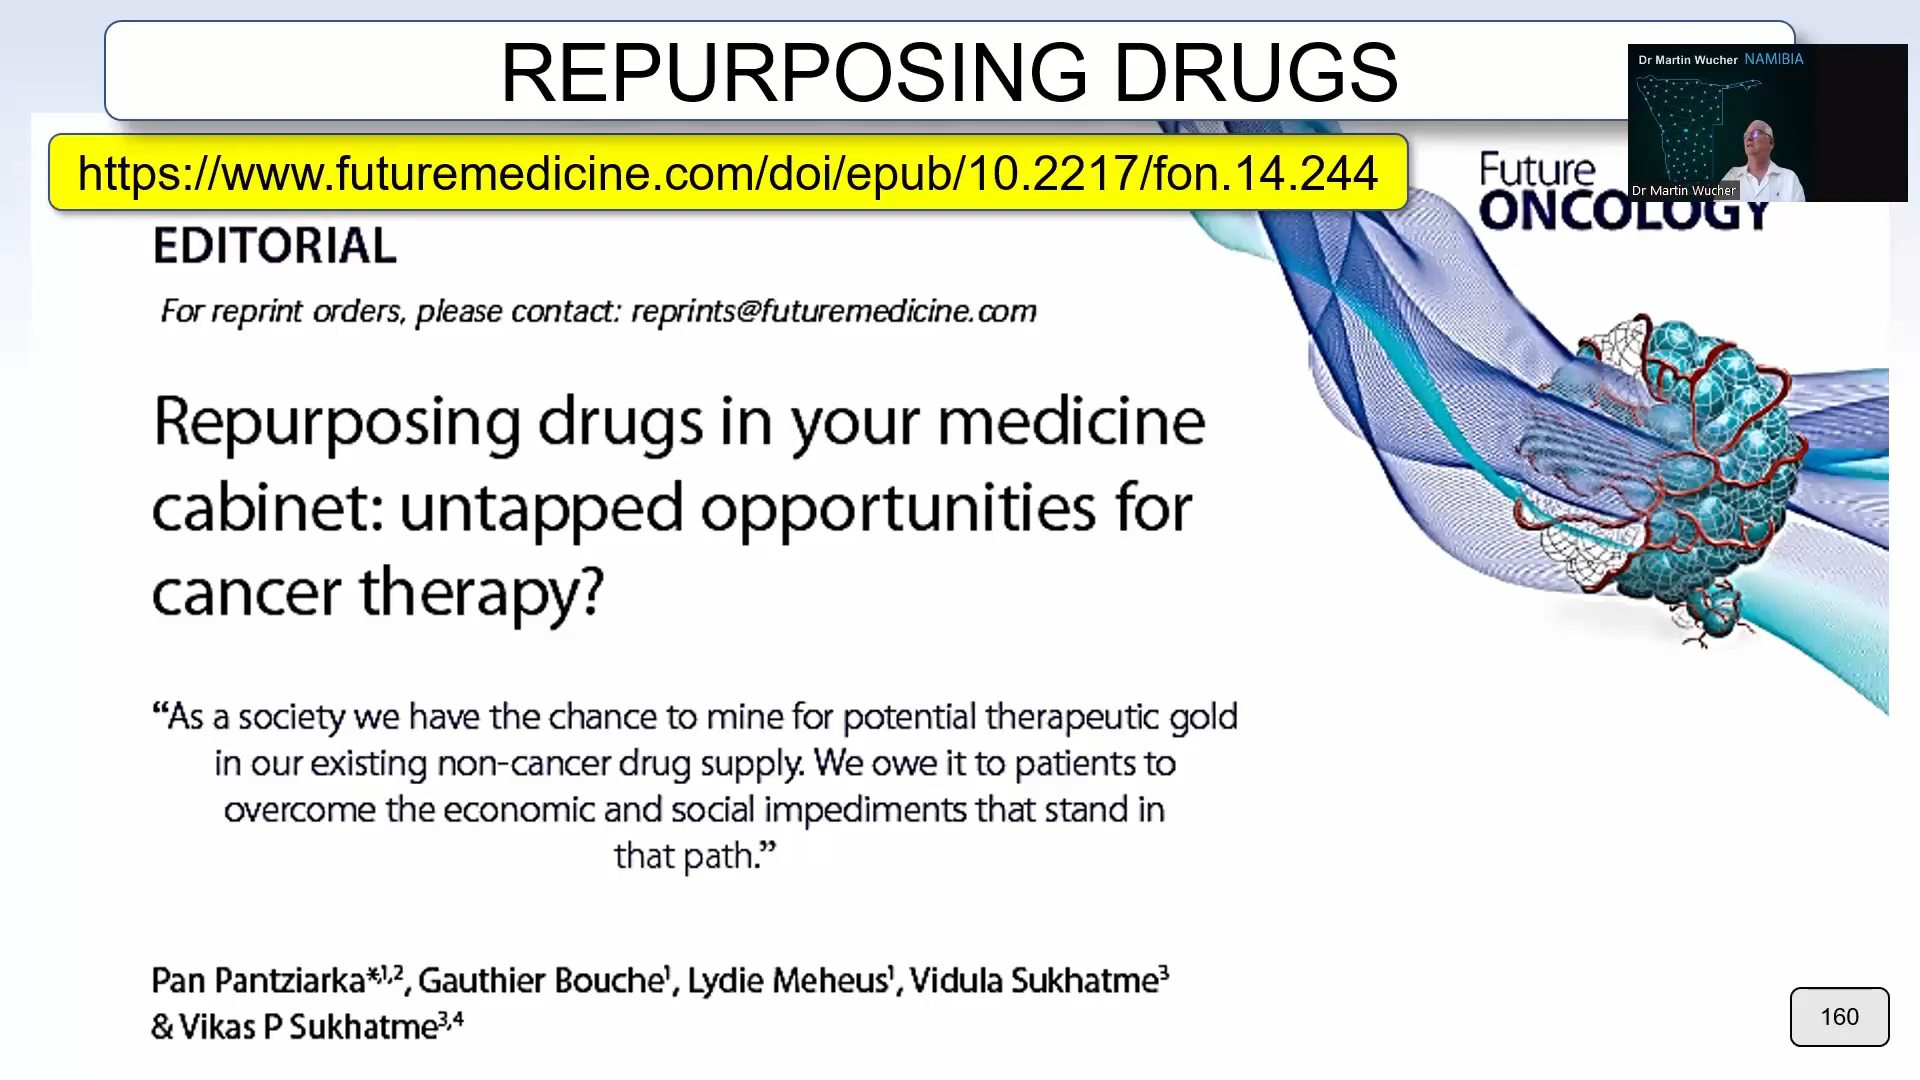 REPURPOSING DRUGS
Dr Martin Wucher NAMIBIA
Dr Martin Wucher
https://www.futuremedicine.com/doi/epub/10.2217/fon.14.244
Future
ONCOLOGY
EDITORIAL
For reprint orders, please contact: reprints@futuremedicine.com
Repurposing drugs in your medicine
cabinet: untapped opportunities for
cancer therapy?
“As a society we have the chance to mine for potential therapeutic gold
in our existing non-cancer drug supply. We owe it to patients to
overcome the economic and social impediments that stand in
that path.”
Pan Pantziarka*,1,2, Gauthier Bouche1, Lydie Meheus1, Vidula Sukhatme3
& Vikas P Sukhatme3,4
160